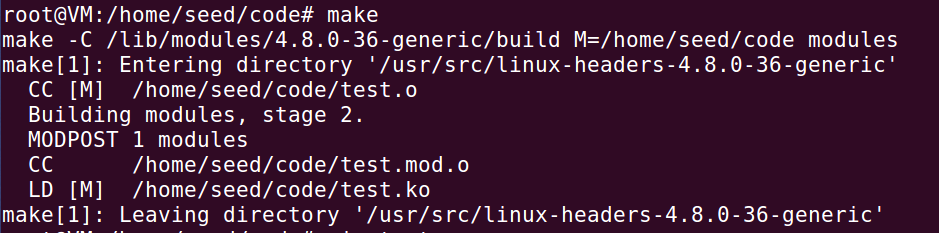 root@VM:/home/seed/code# make
make -C /lib/modules/4.8.0-36-generic/build M=/home/seed/code modules
make[1]: Entering directory '/usr/src/linux-headers-4.8.0-36-generic'
  CC [M]  /home/seed/code/test.o
  Building modules, stage 2.
  MODPOST 1 modules
  CC      /home/seed/code/test.mod.o
  LD [M]  /home/seed/code/test.ko
make[1]: Leaving directory '/usr/src/linux-headers-4.8.0-36-generic'